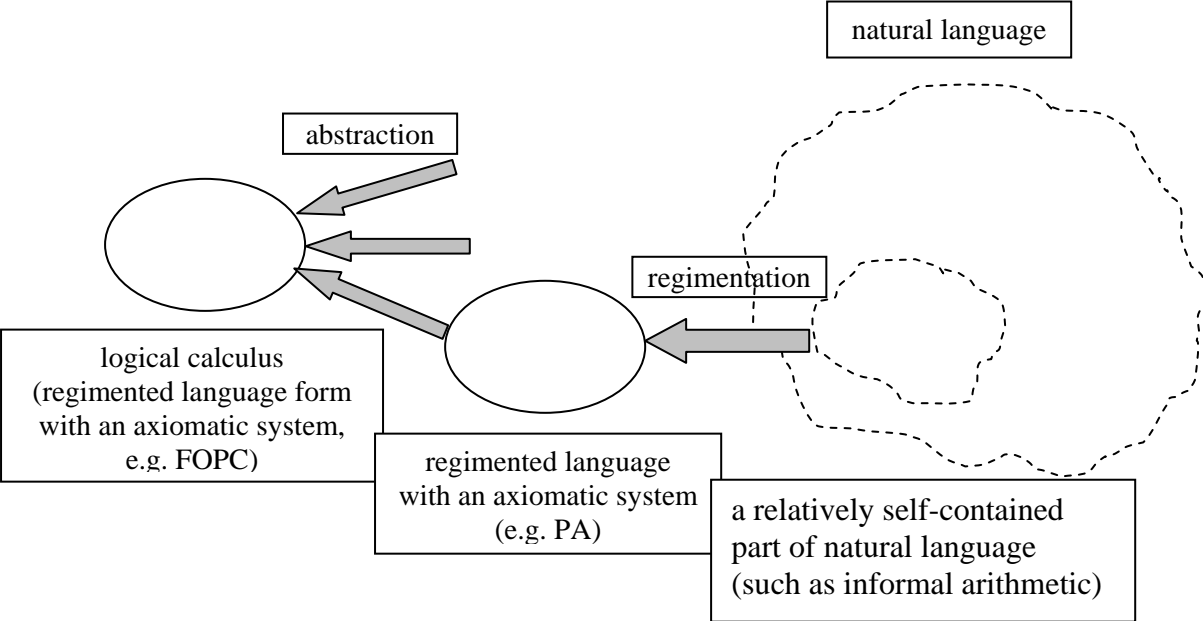 natural language
abstraction
regimentation
logical calculus
(regimented language form
with an axiomatic system,
e.g. FOPC)
regimented language
with an axiomatic system
(e.g. PA)
a relatively self-contained
part of natural language
(such as informal arithmetic)